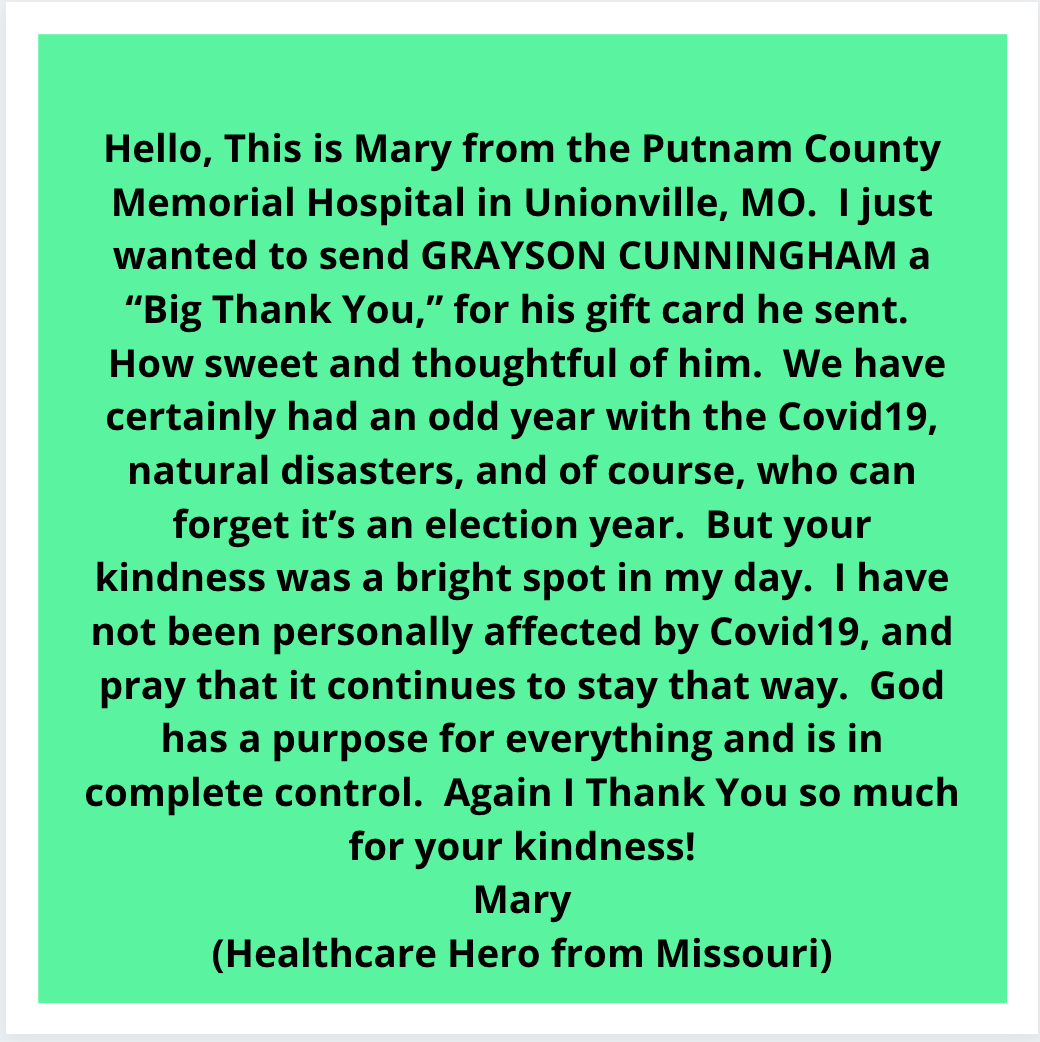 Hello, This is Mary from the Putnam County
Memorial Hospital in Unionville, MO.  I just
wanted to send GRAYSON CUNNINGHAM a
“Big Thank You,” for his gift card he sent.
How sweet and thoughtful of him.  We have
certainly had an odd year with the Covid19,
natural disasters, and of course, who can
forget it’s an election year.  But your
kindness was a bright spot in my day.  I have
not been personally affected by Covid19, and
pray that it continues to stay that way.  God
has a purpose for everything and is in
complete control.  Again I Thank You so much
for your kindness!
Mary
(Healthcare Hero from Missouri)